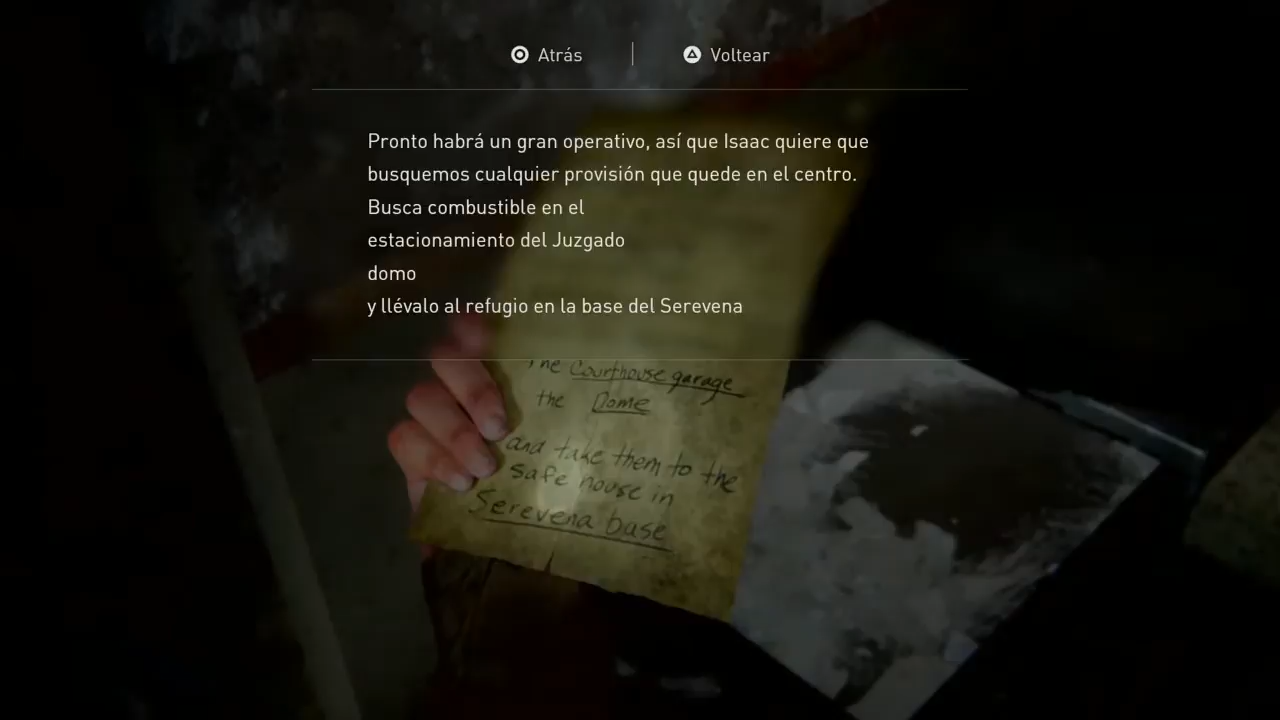 Atrás | Voltear
Pronto habrá un gran operativo, así que Isaac quiere que
busquemos cualquier provisión que quede en el centro.
Busca combustible en el
estacionamiento del Juzgado
domo
y llévalo al refugio en la base del Serevena
The Courthouse garage
the Dome
and take them to the
safe house in
Serevena base